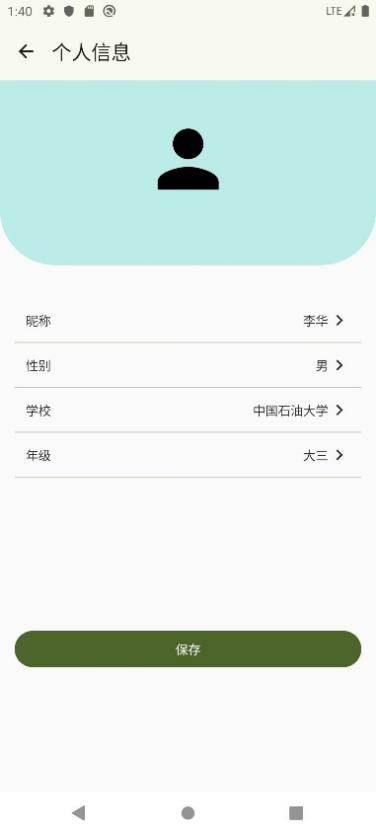 1:40 LTE
个人信息
昵称 李华
性别 男
学校 中国石油大学
年级 大三
保存